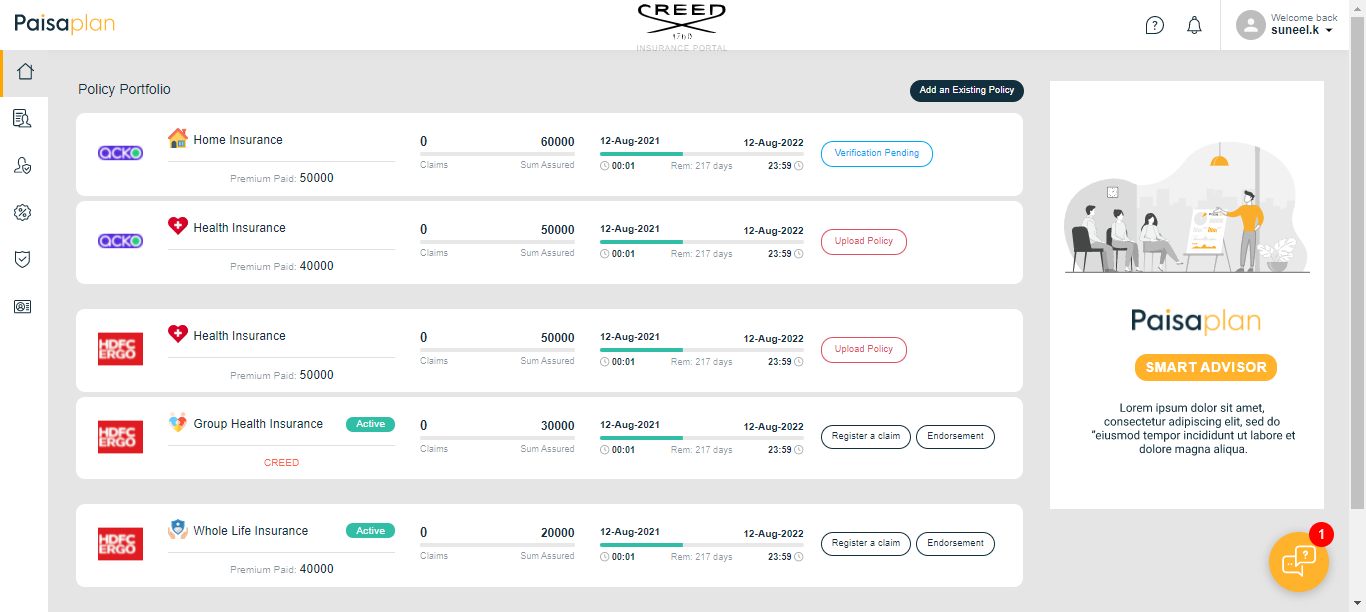 Paisaplan
CREED
1760
INSURANCE PORTAL
Welcome back
suneel.k
Policy Portfolio
Add an Existing Policy
ACKO
Home Insurance
Premium Paid: 50000
0
60000
Claims
Sum Assured
12-Aug-2021
12-Aug-2022
00:01
Rem: 217 days
23:59
Verification Pending
ACKO
Health Insurance
Premium Paid: 40000
0
50000
Claims
Sum Assured
12-Aug-2021
12-Aug-2022
00:01
Rem: 217 days
23:59
Upload Policy
HDFC
ERGO
Health Insurance
Premium Paid: 50000
0
50000
Claims
Sum Assured
12-Aug-2021
12-Aug-2022
00:01
Rem: 217 days
23:59
Upload Policy
HDFC
ERGO
Group Health Insurance
Active
CREED
0
30000
Claims
Sum Assured
12-Aug-2021
12-Aug-2022
00:01
Rem: 217 days
23:59
Register a claim
Endorsement
HDFC
ERGO
Whole Life Insurance
Active
Premium Paid: 40000
0
20000
Claims
Sum Assured
12-Aug-2021
12-Aug-2022
00:01
Rem: 217 days
23:59
Register a claim
Endorsement
Paisaplan
SMART ADVISOR
Lorem ipsum dolor sit amet,
consectetur adipiscing elit, sed do
"eiusmod tempor incididunt ut labore et
dolore magna aliqua.
1